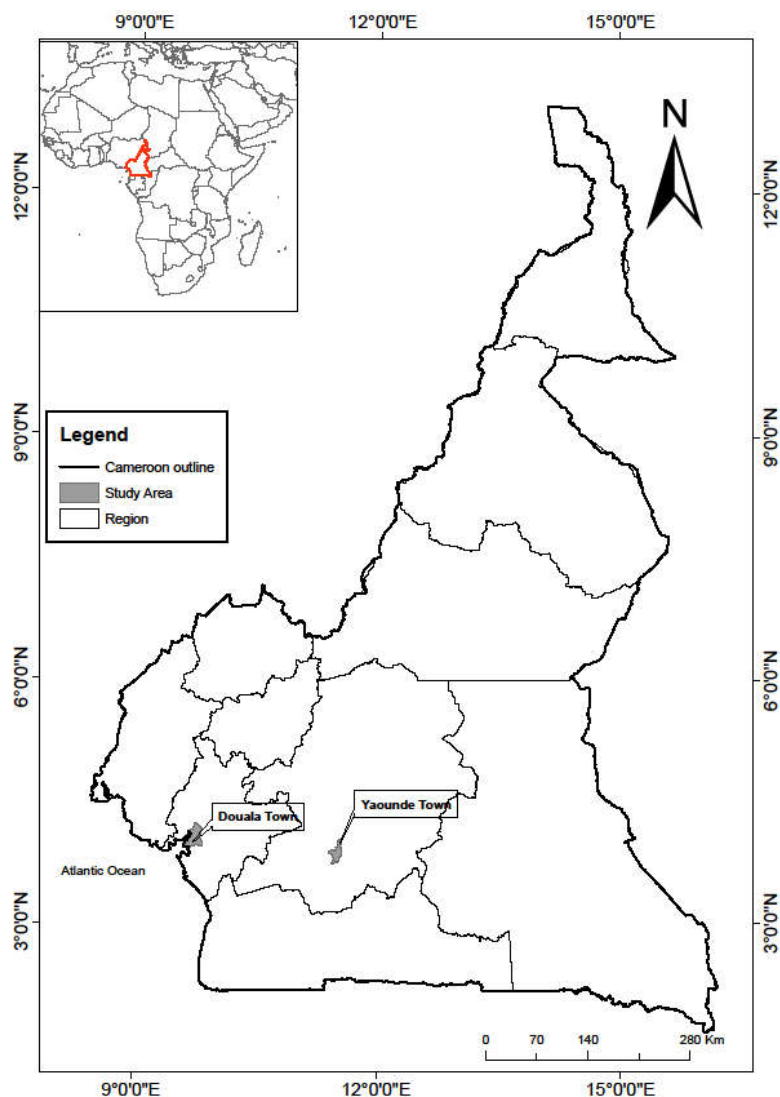 9°0'0"E 12°0'0"E 15°0'0"E
N
12°0'0"N 12°0'0"N
Legend
Cameroon outline
Study Area
Region
9°0'0"N 9°0'0"N
6°0'0"N 6°0'0"N
Douala Town
Yaounde Town
Atlantic Ocean
3°0'0"N 3°0'0"N
0 70 140 280 Km
9°0'0"E 12°0'0"E 15°0'0"E